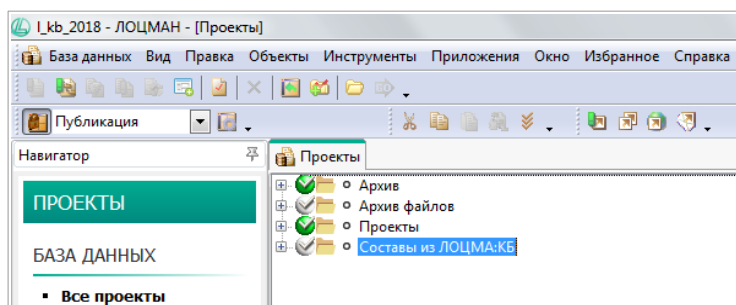 l_kb_2018 - ЛОЦМАН - [Проекты]
База данных Вид Правка Объекты Инструменты Приложения Окно Избранное Справка
Публикация
Навигатор
Проекты
ПРОЕКТЫ
БАЗА ДАННЫХ
▪ Все проекты
Архив
Архив файлов
Проекты
Составы из ЛОЦМА:КБ